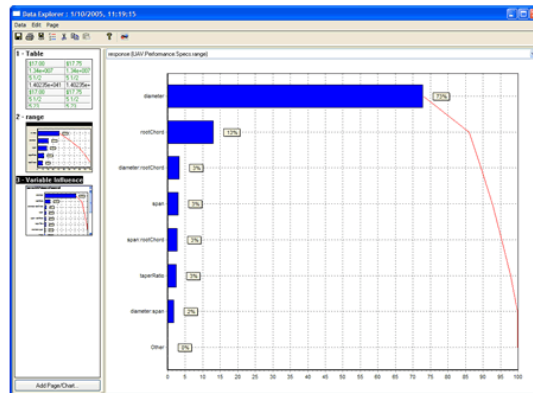 Data Explorer : 1/10/2005, 11:19:15
Data Edit Page
1 - Table
$17.00 $17.75
1.34e+007 1.34e+007
5 1/2 5 1/2
1.40235e+041 1.40235e+
$17.00 $17.75
5 1/2 5 1/2
2 - range
3 - Variable Influence
Add Page/Chart...
response (UAV.Performance.Specs.range)
diameter
73%
rootChord
13%
diameter:rootChord
3%
span
3%
span:rootChord
3%
taperRatio
3%
diameter:span
2%
Other
0%
0 5 10 15 20 25 30 35 40 45 50 55 60 65 70 75 80 85 90 95 100